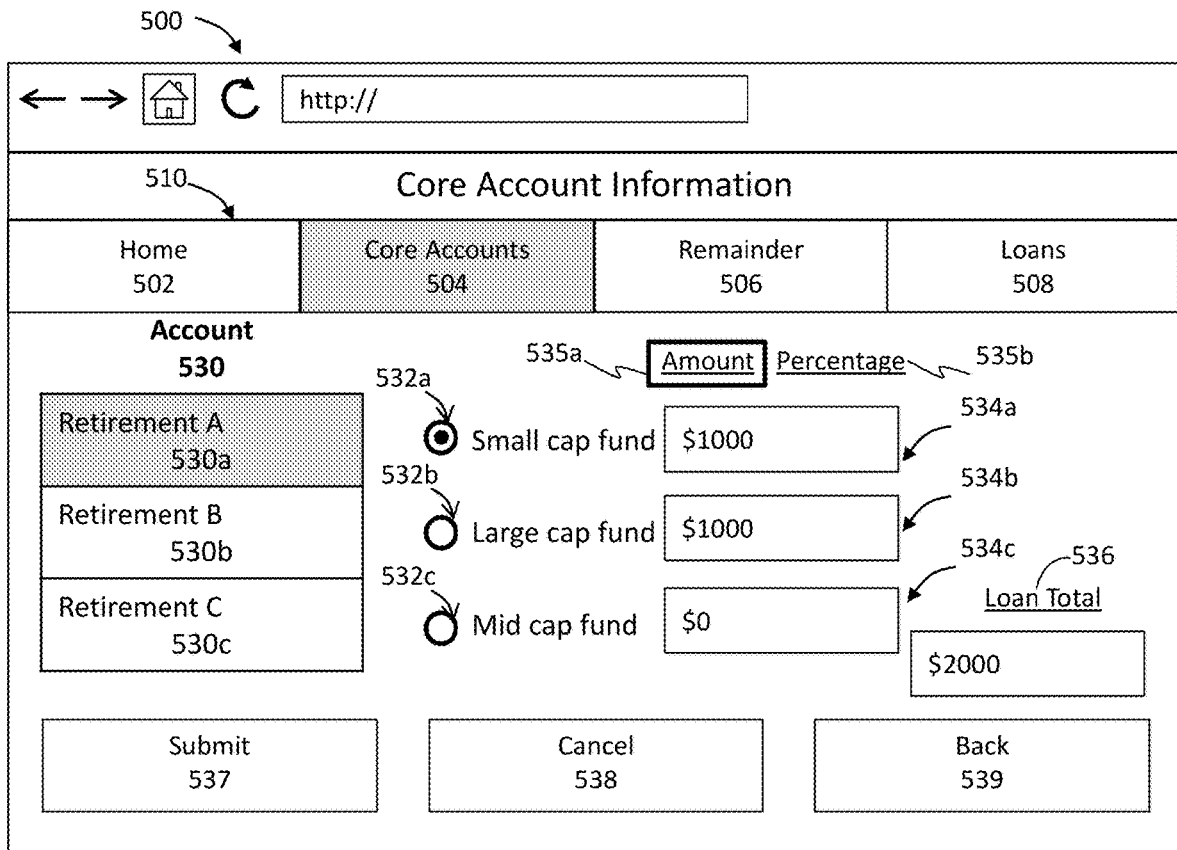 500
http://
510
Core Account Information
Home
502
Core Accounts
504
Remainder
506
Loans
508
Account
530
Retirement A
530a
Retirement B
530b
Retirement C
530c
535a
Amount
Percentage
535b
532a
Small cap fund
$1000
534a
532b
Large cap fund
$1000
534b
532c
Mid cap fund
$0
534c
536
Loan Total
$2000
Submit
537
Cancel
538
Back
539